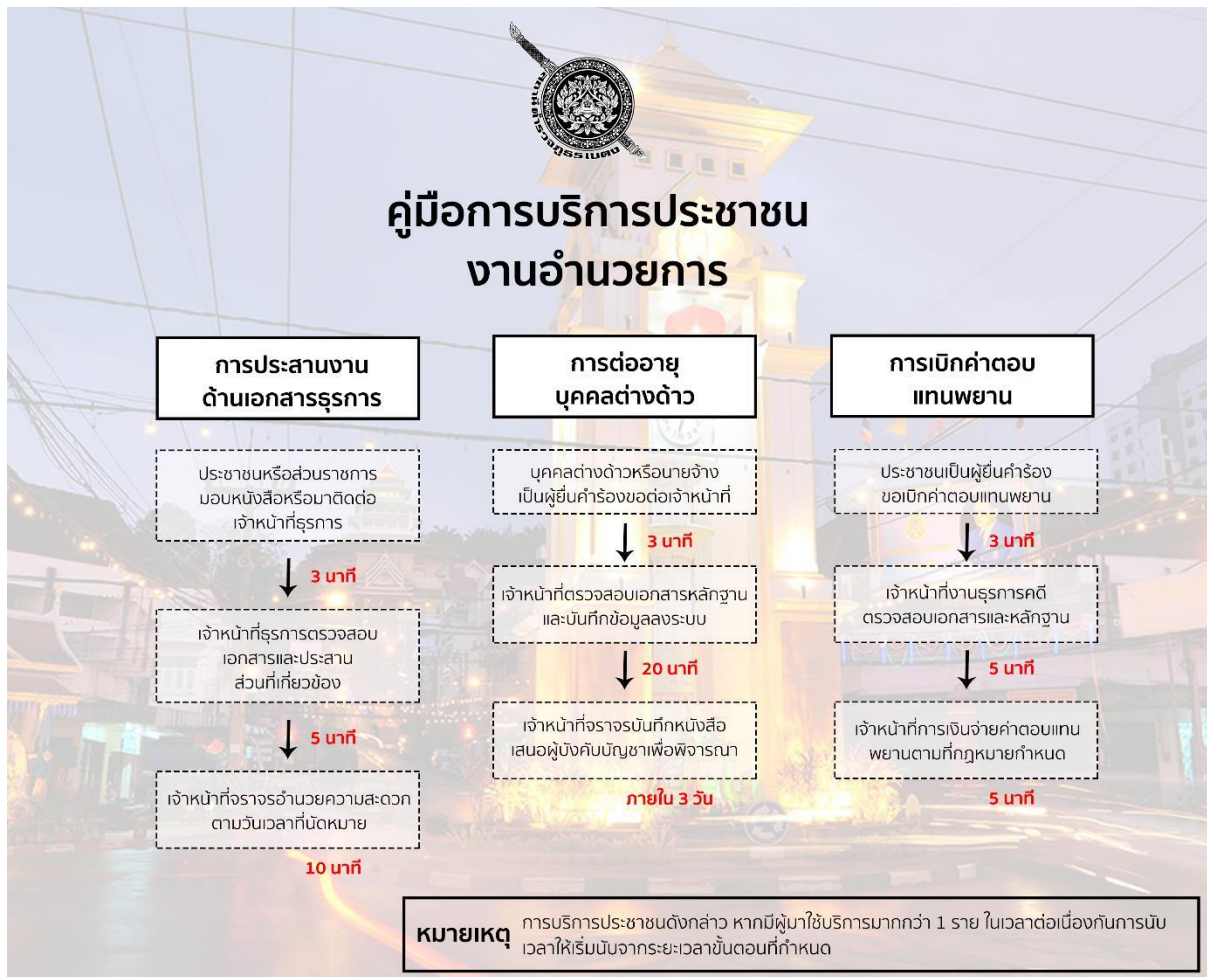 สถานีตำรวจภูธรเบตง
คู่มือการบริการประชาชน
งานอำนวยการ
การประสานงาน
ด้านเอกสารธุรการ
ประชาชนหรือส่วนราชการ
มอบหนังสือหรือมาติดต่อ
เจ้าหน้าที่ธุรการ
3 นาที
เจ้าหน้าที่ธุรการตรวจสอบ
เอกสารและประสาน
ส่วนที่เกี่ยวข้อง
5 นาที
เจ้าหน้าที่จราจรอำนวยความสะดวก
ตามวันเวลาที่นัดหมาย
10 นาที
การต่ออายุ
บุคคลต่างด้าว
บุคคลต่างด้าวหรือนายจ้าง
เป็นผู้ยื่นคำร้องขอต่อเจ้าหน้าที่
3 นาที
เจ้าหน้าที่ตรวจสอบเอกสารหลักฐาน
และบันทึกข้อมูลลงระบบ
20 นาที
เจ้าหน้าที่จราจรบันทึกหนังสือ
เสนอผู้บังคับบัญชาเพื่อพิจารณา
ภายใน 3 วัน
การเบิกค่าตอบ
แทนพยาน
ประชาชนเป็นผู้ยื่นคำร้อง
ขอเบิกค่าตอบแทนพยาน
3 นาที
เจ้าหน้าที่งานธุรการคดี
ตรวจสอบเอกสารและหลักฐาน
5 นาที
เจ้าหน้าที่การเงินจ่ายค่าตอบแทน
พยานตามที่กฎหมายกำหนด
5 นาที
หมายเหตุ การบริการประชาชนดังกล่าว หากมีผู้มาใช้บริการมากกว่า 1 ราย ในเวลาต่อเนื่องกันการนับ
เวลาให้เริ่มนับจากระยะเวลาขั้นตอนที่กำหนด